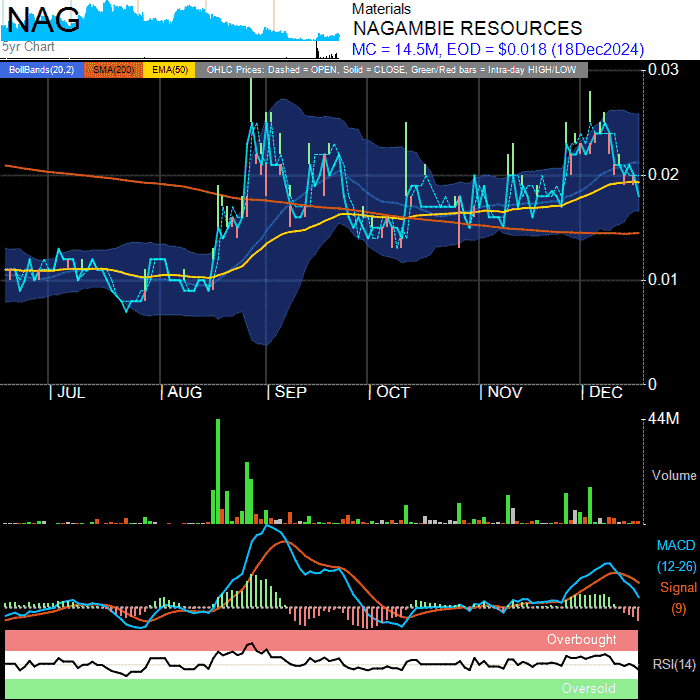 NAG
5yr Chart
Materials
NAGAMBIE RESOURCES
MC = 14.5M, EOD = $0.018 (18Dec2024)
BollBands(20,2) SMA(200) EMA(50) OHLC Prices: Dashed = OPEN, Solid = CLOSE, Green/Red bars = Intra-day HIGH/LOW
0.03
0.02
0.01
0
JUL AUG SEP OCT NOV DEC
44M
Volume
MACD
(12-26)
Signal
(9)
Overbought
RSI(14)
Oversold